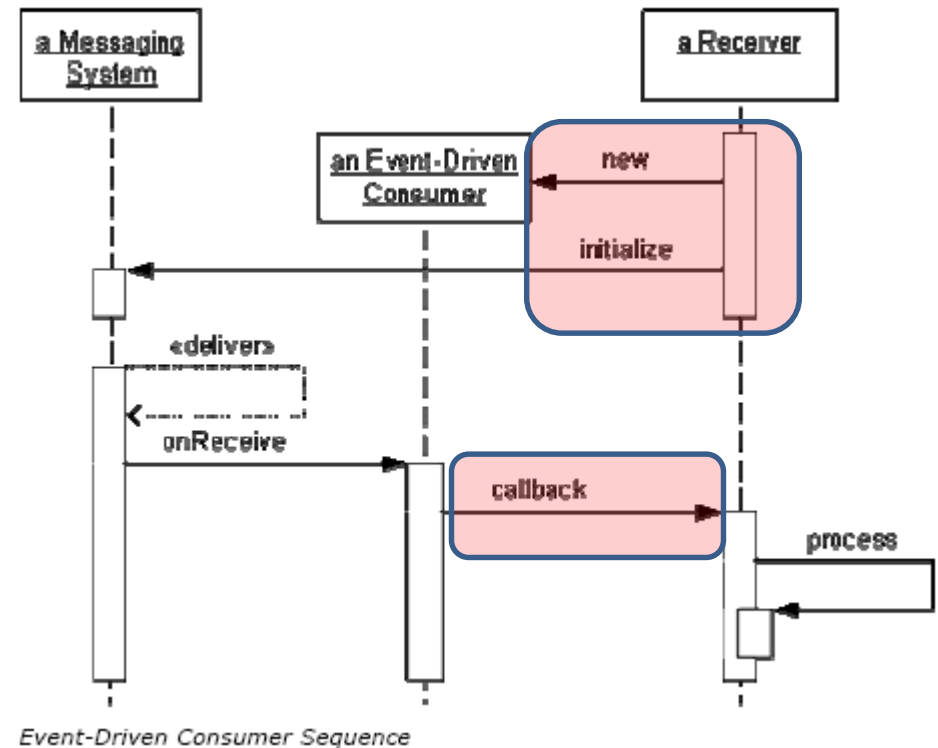 a Messaging
System
a Receiver
an Event-Driven
Consumer
new
initialize
«deliver»
onReceive
callback
process
Event-Driven Consumer Sequence